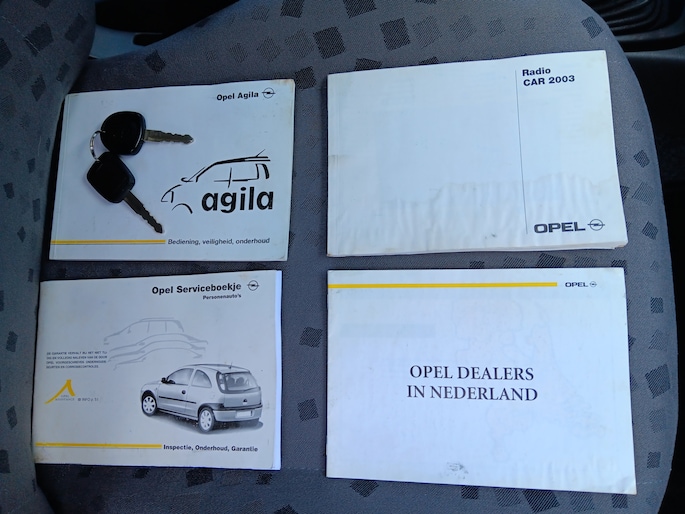 Opel Agila
agila
Bediening, veiligheid, onderhoud
Radio
CAR 2003
OPEL
Opel Serviceboekje
Personenauto's
Inspectie, Onderhoud, Garantie
OPEL
OPEL DEALERS
IN NEDERLAND